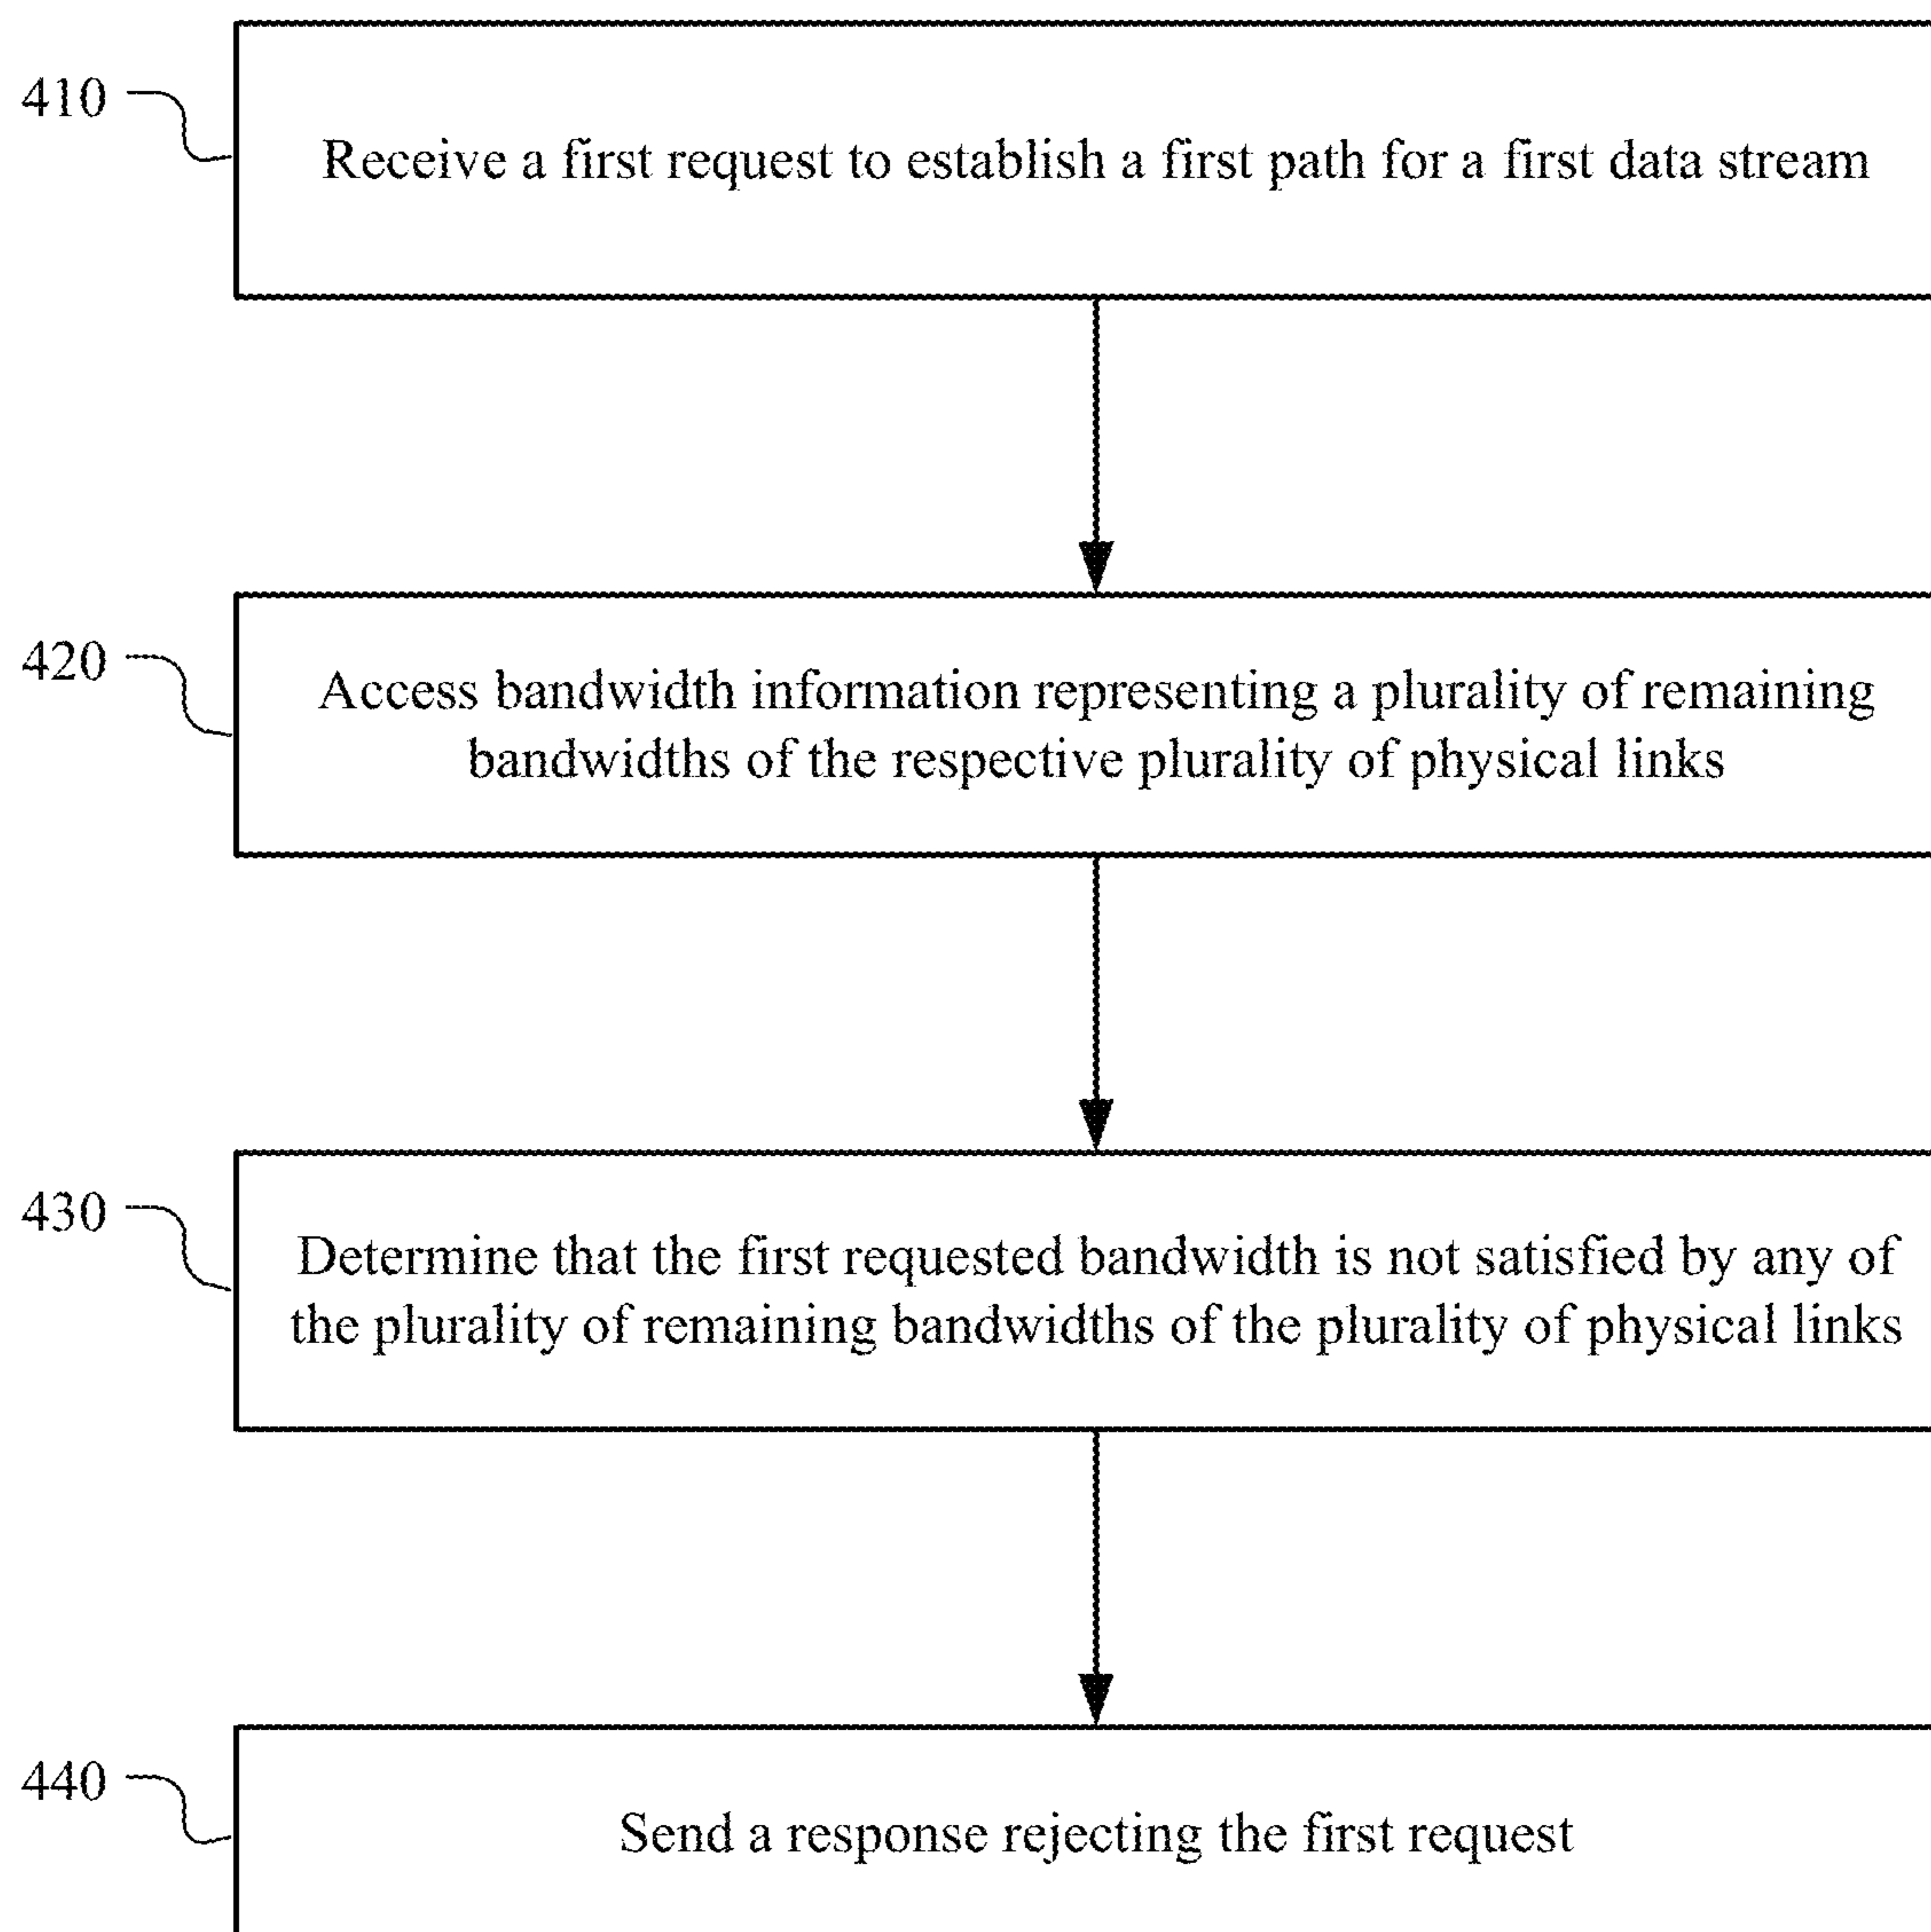 410
Receive a first request to establish a first path for a first data stream
420
Access bandwidth information representing a plurality of remaining
bandwidths of the respective plurality of physical links
430
Determine that the first requested bandwidth is not satisfied by any of
the plurality of remaining bandwidths of the plurality of physical links
440
Send a response rejecting the first request